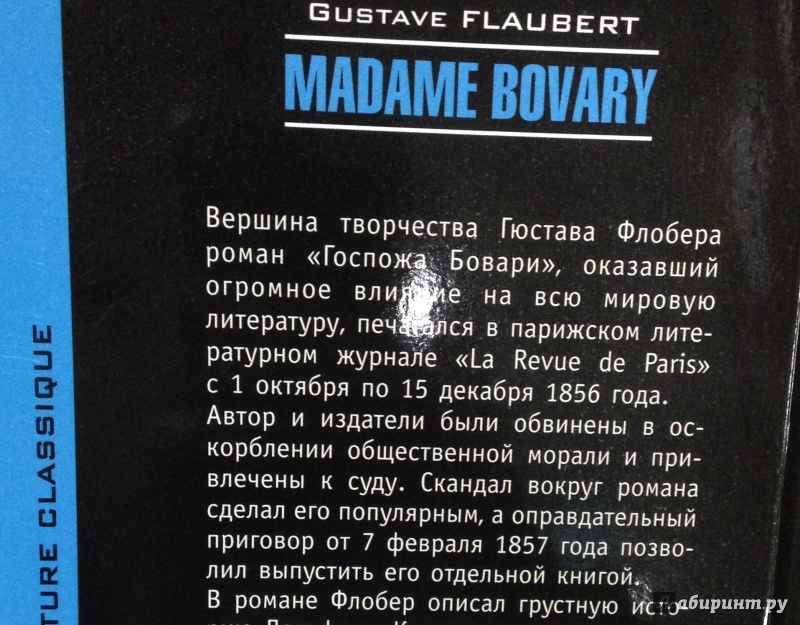 GUSTAVE FLAUBERT
MADAME BOVARY
Вершина творчества Гюстава Флобера
роман «Госпожа Бовари», оказавший
огромное влияние на всю мировую
литературу, печатался в парижском лите-
ратурном журнале «La Revue de Paris»
с 1 октября по 15 декабря 1856 года.
Автор и издатели были обвинены в ос-
корблении общественной морали и при-
влечены к суду. Скандал вокруг романа
сделал его популярным, а оправдательный
приговор от 7 февраля 1857 года позво-
лил выпустить его отдельной книгой.
В романе Флобер описал грустную исто-
TURE CLASSIQUE
абиринт.ру